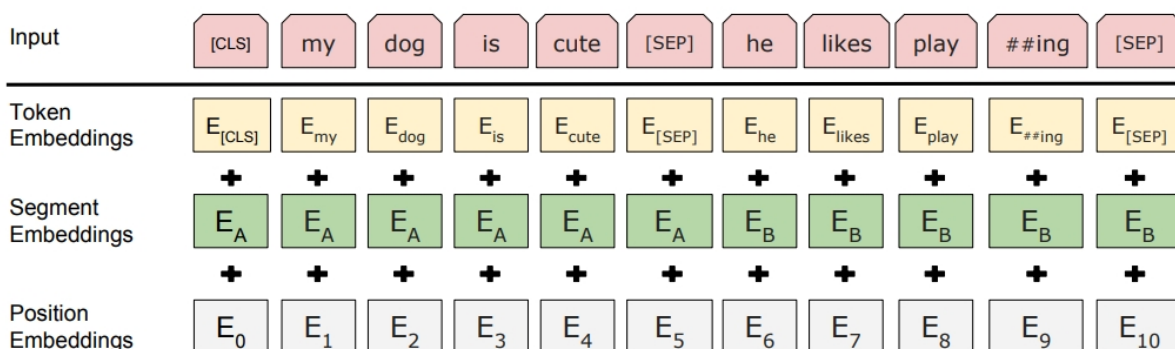 Input [CLS] my dog is cute [SEP] he likes play ##ing [SEP]
Token
Embeddings E[CLS] Emy Edog Eis Ecute E[SEP] Ehe Elikes Eplay E##ing E[SEP]
+ + + + + + + + + + +
Segment
Embeddings EA EA EA EA EA EA EB EB EB EB EB
+ + + + + + + + + + +
Position
Embeddings E0 E1 E2 E3 E4 E5 E6 E7 E8 E9 E10